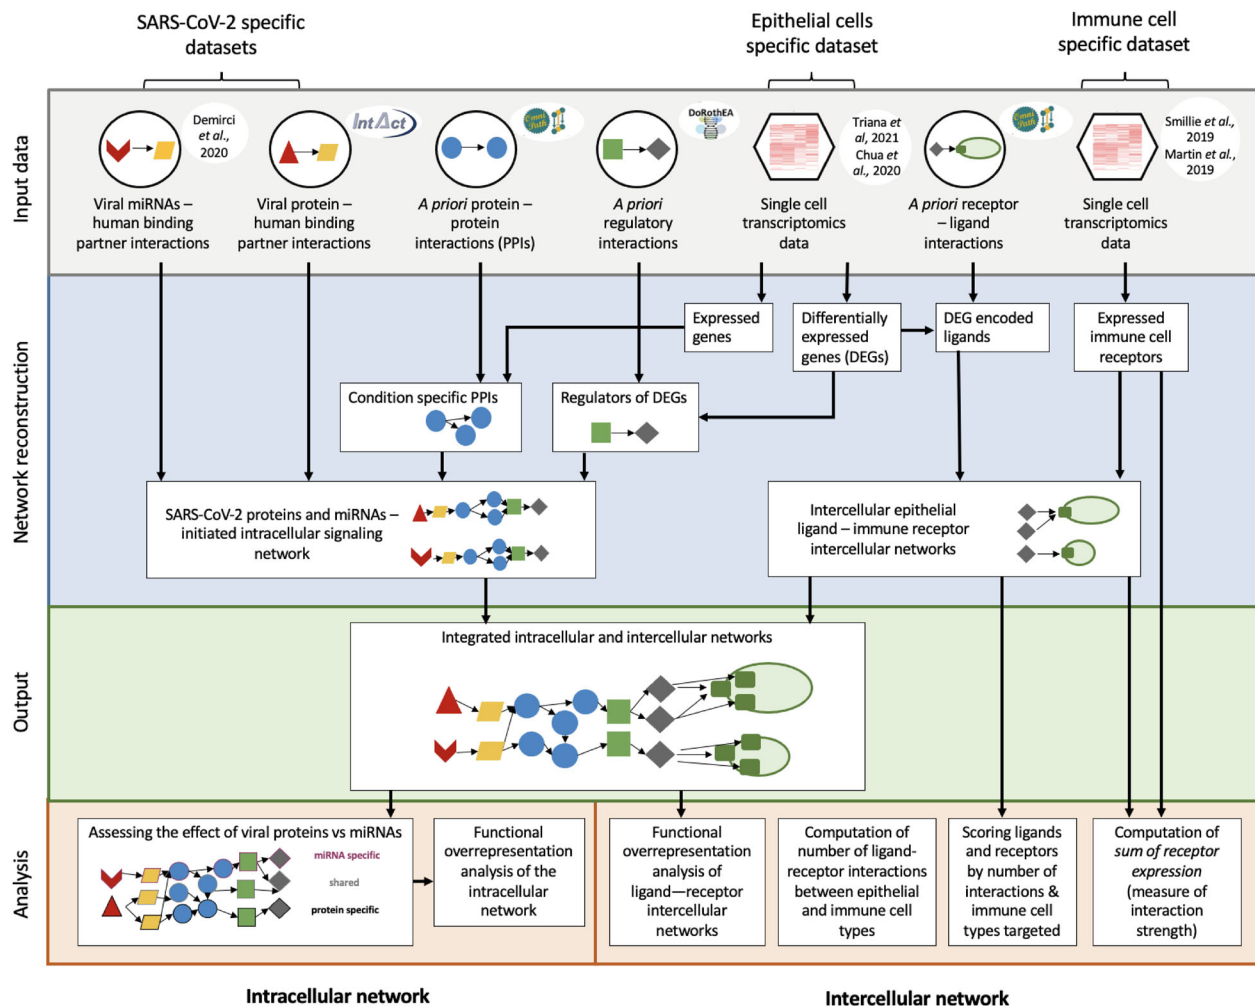 SARS-CoV-2 specific
datasets
Epithelial cells
specific dataset
Immune cell
specific dataset
Input data
Demirci
et al.,
2020
IntAct
Omni
Path
DoRothEA
Triana et
al, 2021
Chua et
al., 2020
Omni
Path
Smillie et al.,
2019
Martin et al.,
2019
Viral miRNAs –
human binding
partner interactions
Viral protein –
human binding
partner interactions
A priori protein –
protein
interactions (PPIs)
A priori
regulatory
interactions
Single cell
transcriptomics
data
A priori receptor
– ligand
interactions
Single cell
transcriptomics
data
Network reconstruction
Expressed
genes
Differentially
expressed
genes (DEGs)
DEG encoded
ligands
Expressed
immune cell
receptors
Condition specific PPIs
Regulators of DEGs
SARS-CoV-2 proteins and miRNAs –
initiated intracellular signaling
network
Intercellular epithelial
ligand – immune receptor
intercellular networks
Output
Integrated intracellular and intercellular networks
Analysis
Assessing the effect of viral proteins vs miRNAs
miRNA specific
shared
protein specific
Functional
overrepresentation
analysis of the
intracellular
network
Functional
overrepresentation
analysis of
ligand—receptor
intercellular
networks
Computation of
number of ligand-
receptor interactions
between epithelial
and immune cell
types
Scoring ligands
and receptors
by number of
interactions &
immune cell
types targeted
Computation of
sum of receptor
expression
(measure of
interaction
strength)
Intracellular network
Intercellular network